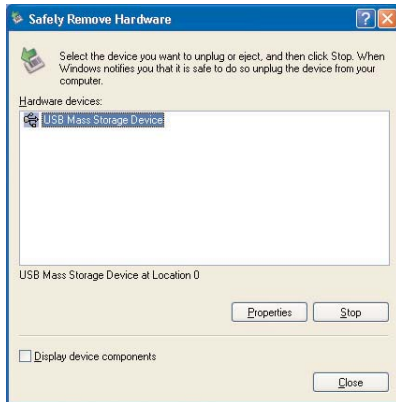 Safely Remove Hardware
Select the device you want to unplug or eject, and then click Stop. When
Windows notifies you that it is safe to do so unplug the device from your
computer.
Hardware devices:
USB Mass Storage Device
USB Mass Storage Device at Location 0
Properties
Stop
Display device components
Close